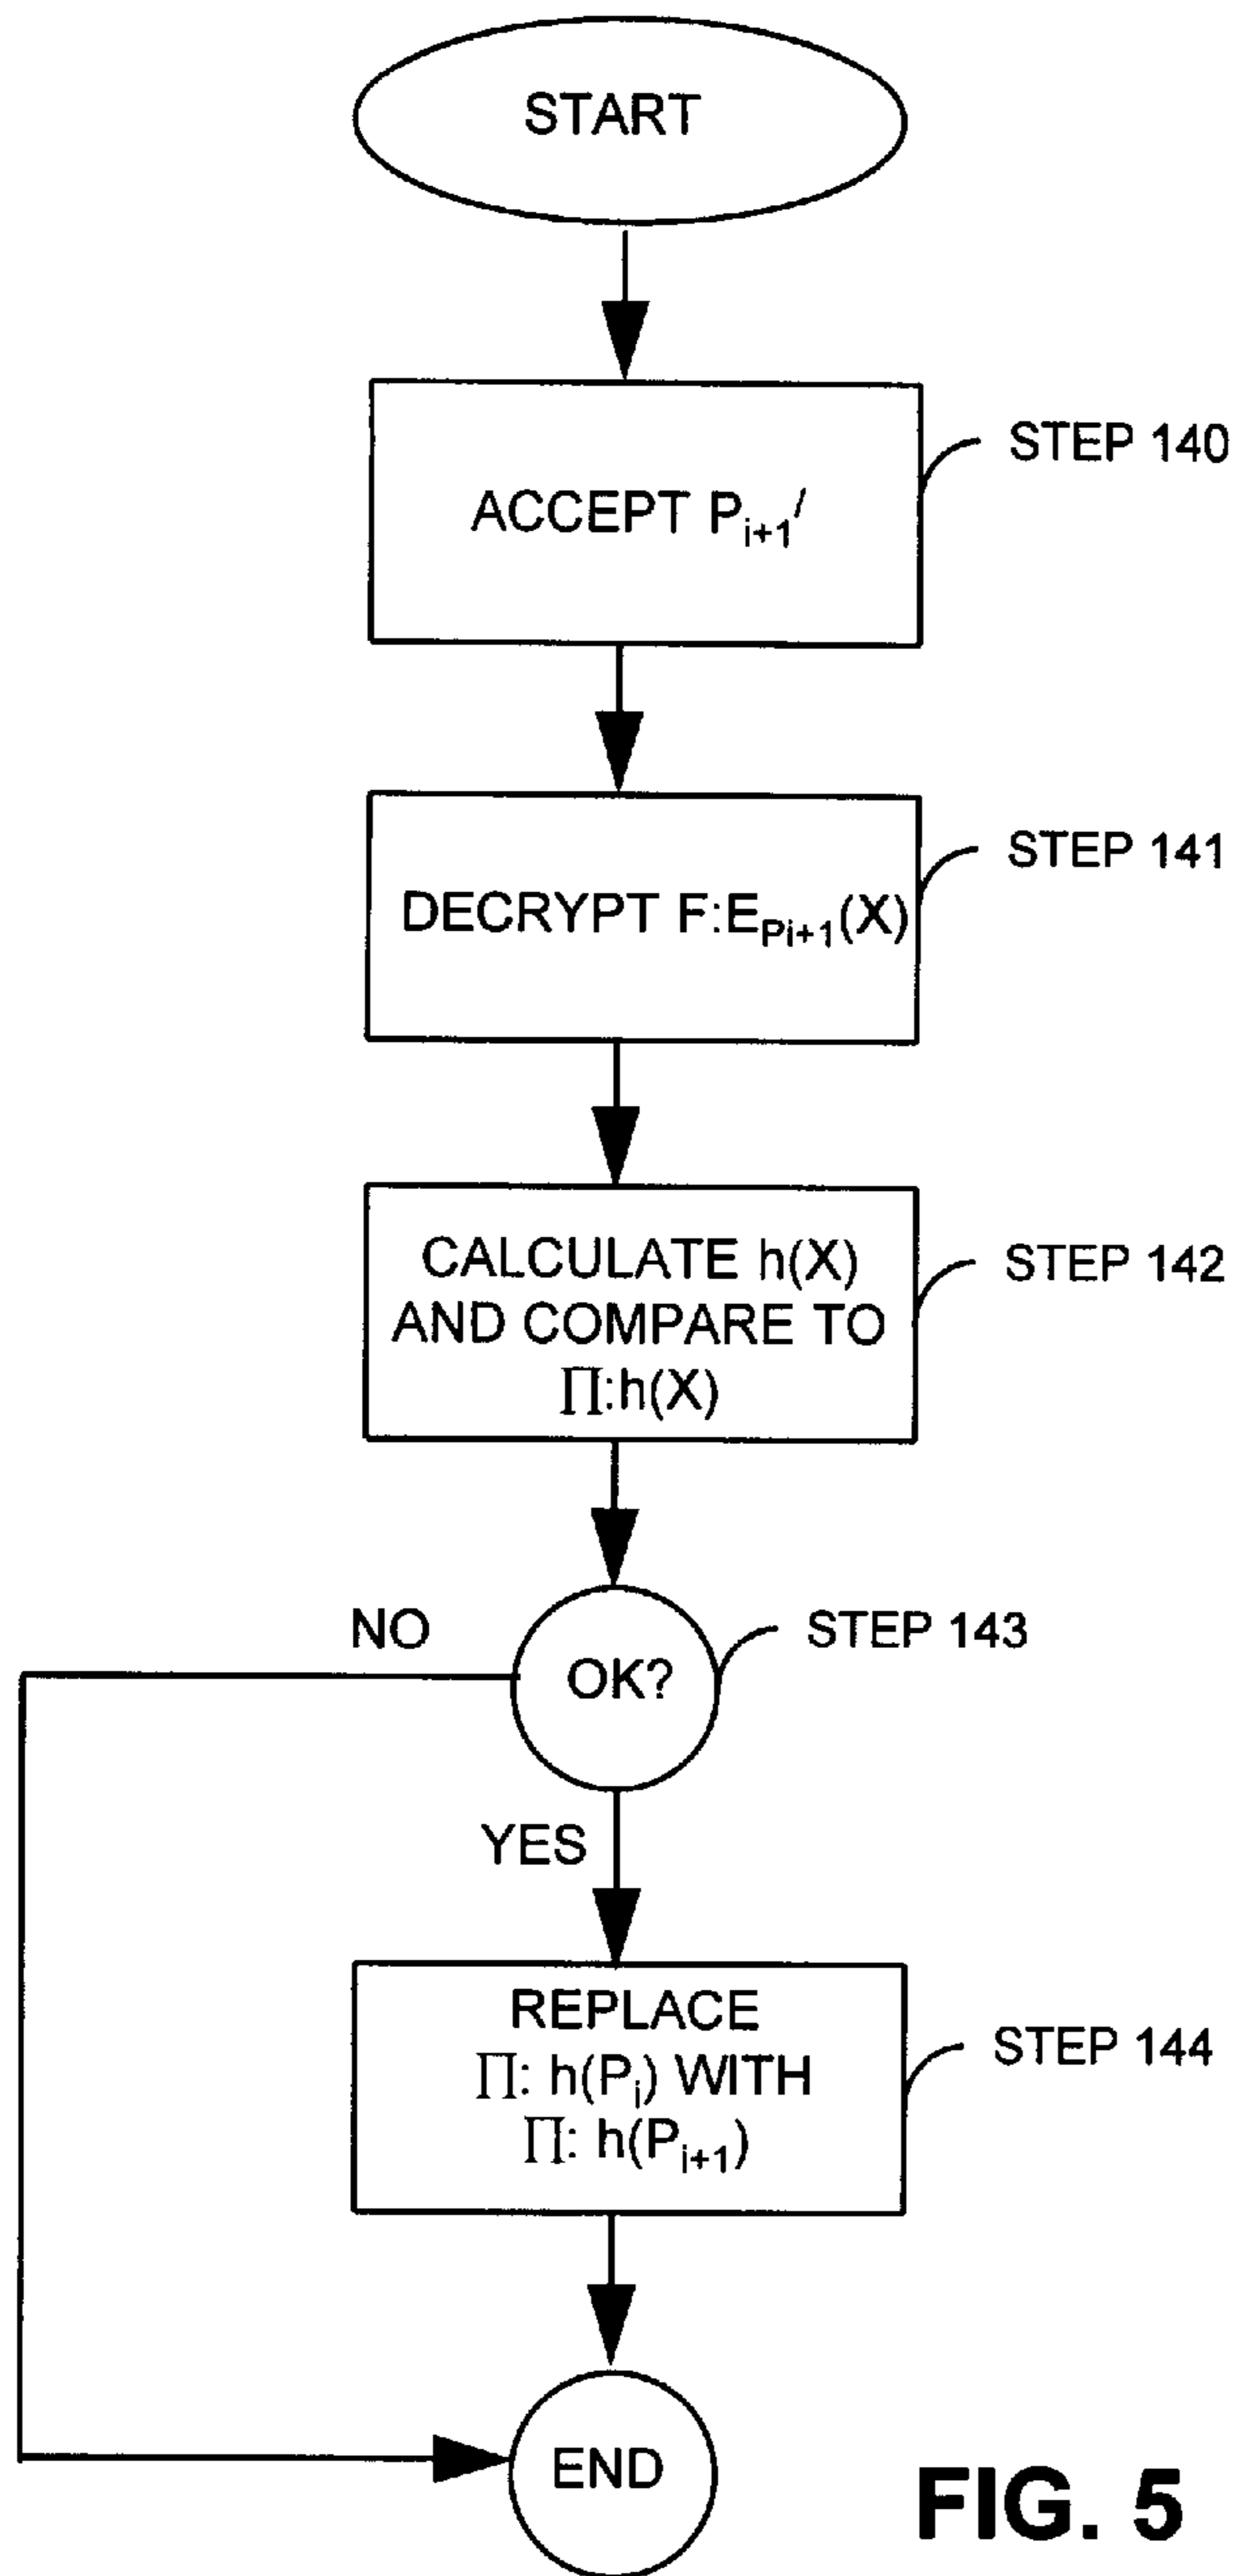 START
STEP 140
ACCEPT P_{i+1}′
STEP 141
DECRYPT F:E_{Pi+1}(X)
CALCULATE h(X)
AND COMPARE TO
∏:h(X)
STEP 142
NO
OK?
STEP 143
YES
REPLACE
∏: h(P_i) WITH
∏: h(P_{i+1})
STEP 144
END
FIG. 5